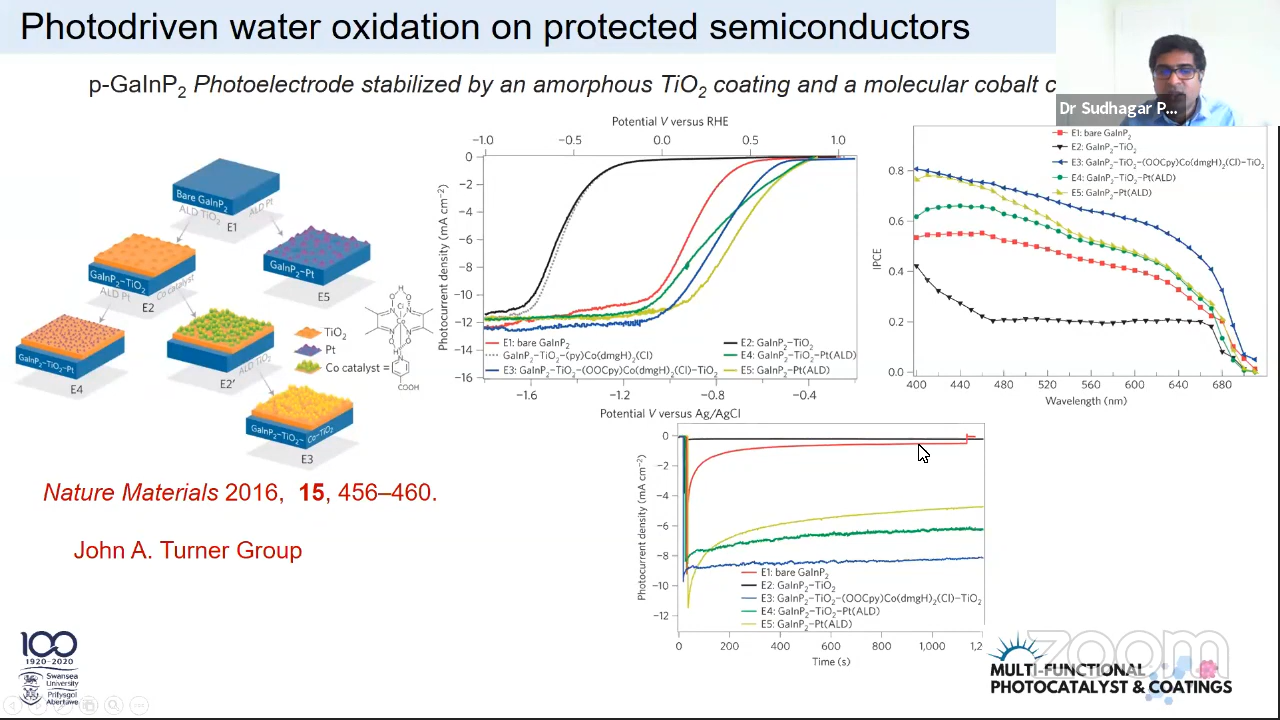 Photodriven water oxidation on protected semiconductors
p-GaInP2 Photoelectrode stabilized by an amorphous TiO2 coating and a molecular cobalt c
Dr Sudhagar P...
Bare GaInP2
ALD TiO2
ALD Pt
E1
GaInP2-TiO2
ALD Pt
Co catalyst
E2
GaInP2-Pt
E5
GaInP2-TiO2-Pt
E4
ALD TiO2
E2'
GaInP2-TiO2- Co-TiO2
E3
TiO2
Pt
Co catalyst =
COOH
Potential V versus RHE
-1.0 -0.5 0.0 0.5 1.0
Photocurrent density (mA cm-2)
0
-2
-4
-6
-8
-10
-12
-14
-16
E1: bare GaInP2
E2: GaInP2-TiO2
GaInP2-TiO2-(py)Co(dmgH)2(Cl)
E4: GaInP2-TiO2-Pt(ALD)
E3: GaInP2-TiO2-(OOCpy)Co(dmgH)2(Cl)-TiO2
E5: GaInP2-Pt(ALD)
-1.6 -1.2 -0.8 -0.4
Potential V versus Ag/AgCl
E1: bare GaInP2
E2: GaInP2-TiO2
E3: GaInP2-TiO2-(OOCpy)Co(dmgH)2(Cl)-TiO2
E4: GaInP2-TiO2-Pt(ALD)
E5: GaInP2-Pt(ALD)
IPCE
0.8
0.6
0.4
0.2
0.0
400 440 480 520 560 600 640 680
Wavelength (nm)
Photocurrent density (mA cm-2)
0
-2
-4
-6
-8
-10
-12
E1: bare GaInP2
E2: GaInP2-TiO2
E3: GaInP2-TiO2-(OOCpy)Co(dmgH)2(Cl)-TiO2
E4: GaInP2-TiO2-Pt(ALD)
E5: GaInP2-Pt(ALD)
0 200 400 600 800 1,000 1,2
Time (s)
Nature Materials 2016, 15, 456–460.
John A. Turner Group
100
1920-2020
Swansea
University
Prifysgol
Abertawe
zoom
MULTI-FUNCTIONAL
PHOTOCATALYST & COATINGS